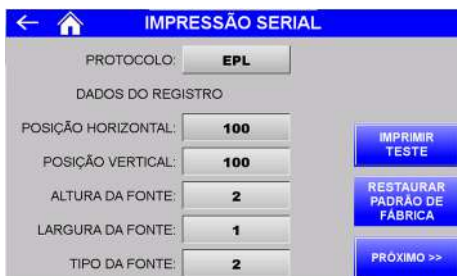 IMPRESSÃO SERIAL
PROTOCOLO: EPL
DADOS DO REGISTRO
POSIÇÃO HORIZONTAL: 100
POSIÇÃO VERTICAL: 100
ALTURA DA FONTE: 2
LARGURA DA FONTE: 1
TIPO DA FONTE: 2
IMPRIMIR
TESTE
RESTAURAR
PADRÃO DE
FÁBRICA
PRÓXIMO >>